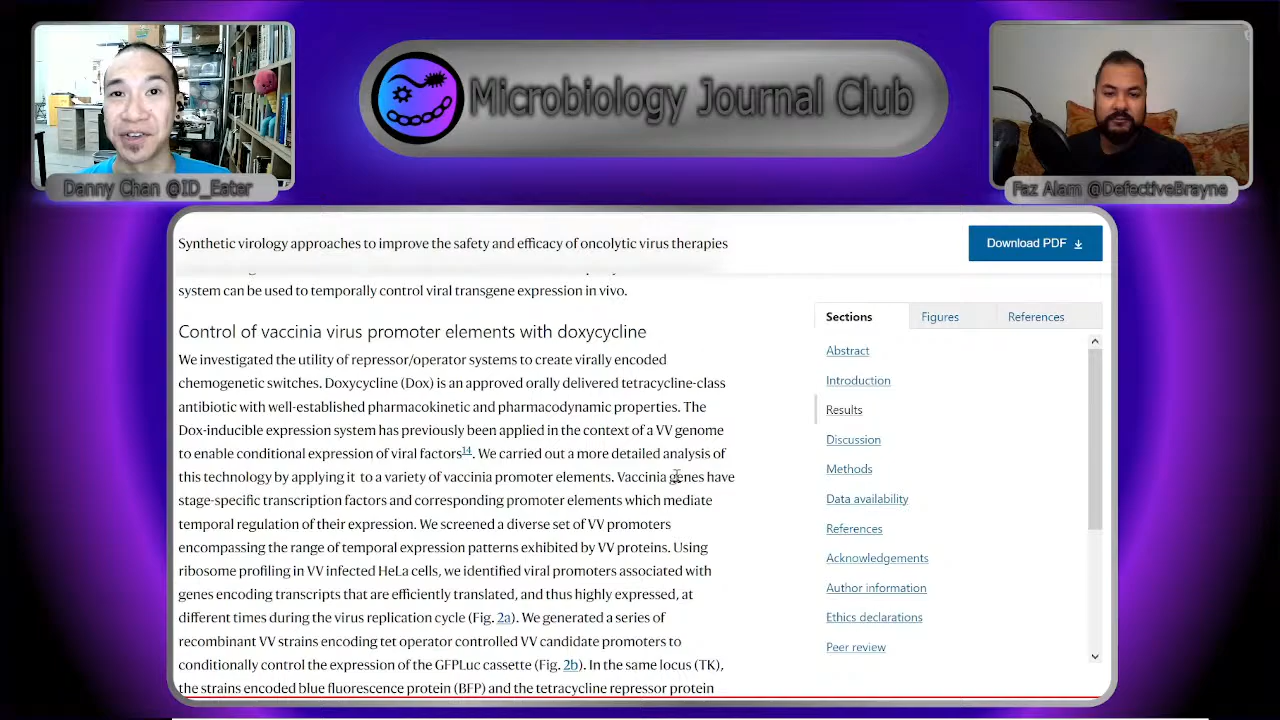 Microbiology Journal Club
Danny Chan @ID_Eater
Faz Alam @DefectiveBrayne
Synthetic virology approaches to improve the safety and efficacy of oncolytic virus therapies
Download PDF
system can be used to temporally control viral transgene expression in vivo.
Control of vaccinia virus promoter elements with doxycycline
We investigated the utility of repressor/operator systems to create virally encoded
chemogenetic switches. Doxycycline (Dox) is an approved orally delivered tetracycline-class
antibiotic with well-established pharmacokinetic and pharmacodynamic properties. The
Dox-inducible expression system has previously been applied in the context of a VV genome
to enable conditional expression of viral factors14. We carried out a more detailed analysis of
this technology by applying it to a variety of vaccinia promoter elements. Vaccinia genes have
stage-specific transcription factors and corresponding promoter elements which mediate
temporal regulation of their expression. We screened a diverse set of VV promoters
encompassing the range of temporal expression patterns exhibited by VV proteins. Using
ribosome profiling in VV infected HeLa cells, we identified viral promoters associated with
genes encoding transcripts that are efficiently translated, and thus highly expressed, at
different times during the virus replication cycle (Fig. 2a). We generated a series of
recombinant VV strains encoding tet operator controlled VV candidate promoters to
conditionally control the expression of the GFPLuc cassette (Fig. 2b). In the same locus (TK),
the strains encoded blue fluorescence protein (BFP) and the tetracycline repressor protein
Sections
Figures
References
Abstract
Introduction
Results
Discussion
Methods
Data availability
References
Acknowledgements
Author information
Ethics declarations
Peer review